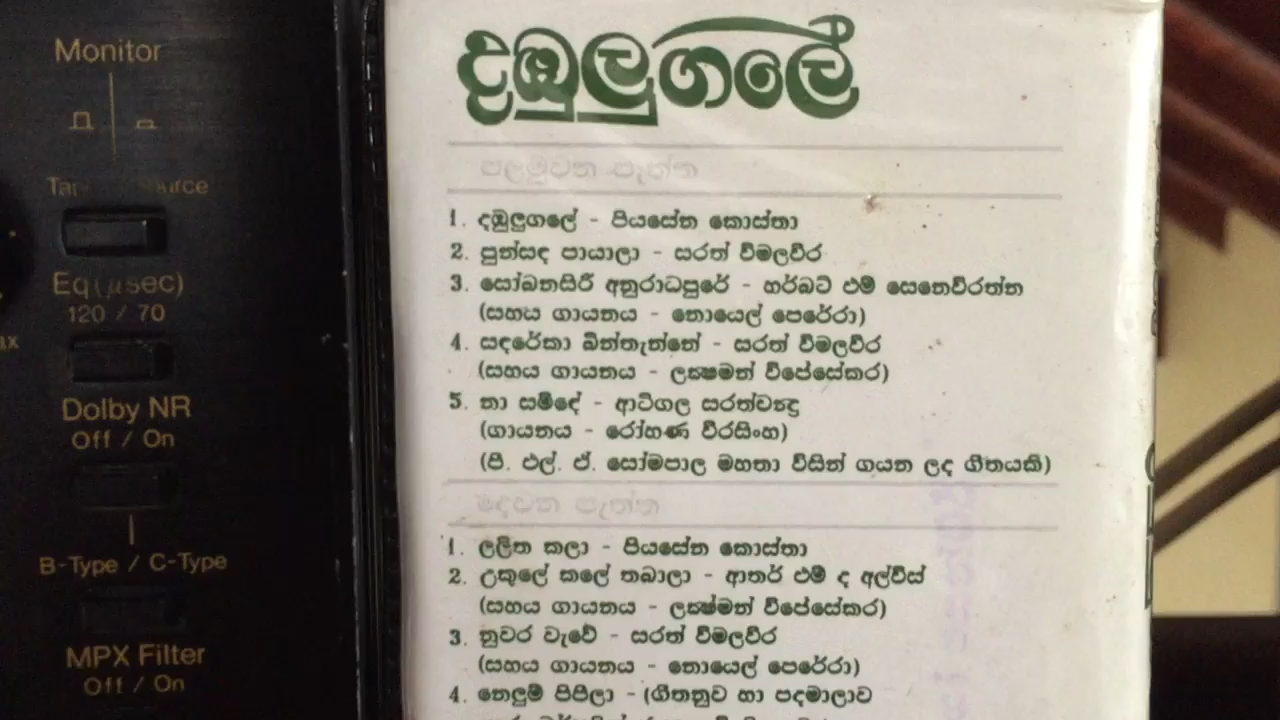 Monitor
Tape Source
Eq(μsec)
120 / 70
Dolby NR
Off / On
B-Type / C-Type
MPX Filter
Off / On
දඹුලුගලේ
පලමුවන පැත්ත
1. දඹුලුගලේ - පියසේන කොස්තා
2. පුන්සඳ පායාලා - සරත් විමලවීර
3. සෝබනසිරී අනුරාධපුරේ - හර්බට් එම් සෙනෙවිරත්න
(සහය ගායනය - නොයෙල් පෙරේරා)
4. සඳරේකා බින්තැන්නේ - සරත් විමලවීර
(සහය ගායනය - ලක්‍ෂමන් විජේසේකර)
5. නා සම්දේ - ආටිගල සරත්චන්‍ද්‍ර
(ගායනය - රෝහණ වීරසිංහ)
(පී. එල්. ඒ. සෝමපාල මහතා විසින් ගයන ලද ගීතයකි)
දෙවන පැත්ත
1. ලලිත කලා - පියසේන කොස්තා
2. උකුලේ කලේ තබාලා - ආතර් එම් ද අල්විස්
(සහය ගායනය - ලක්‍ෂ්මන් විජේසේකර)
3. නුවර වැවේ - සරත් විමලවීර
(සහය ගායනය - නොයෙල් පෙරේරා)
4. නෙලුම් පිපිලා - (ගීතනුව හා පදමාලාව